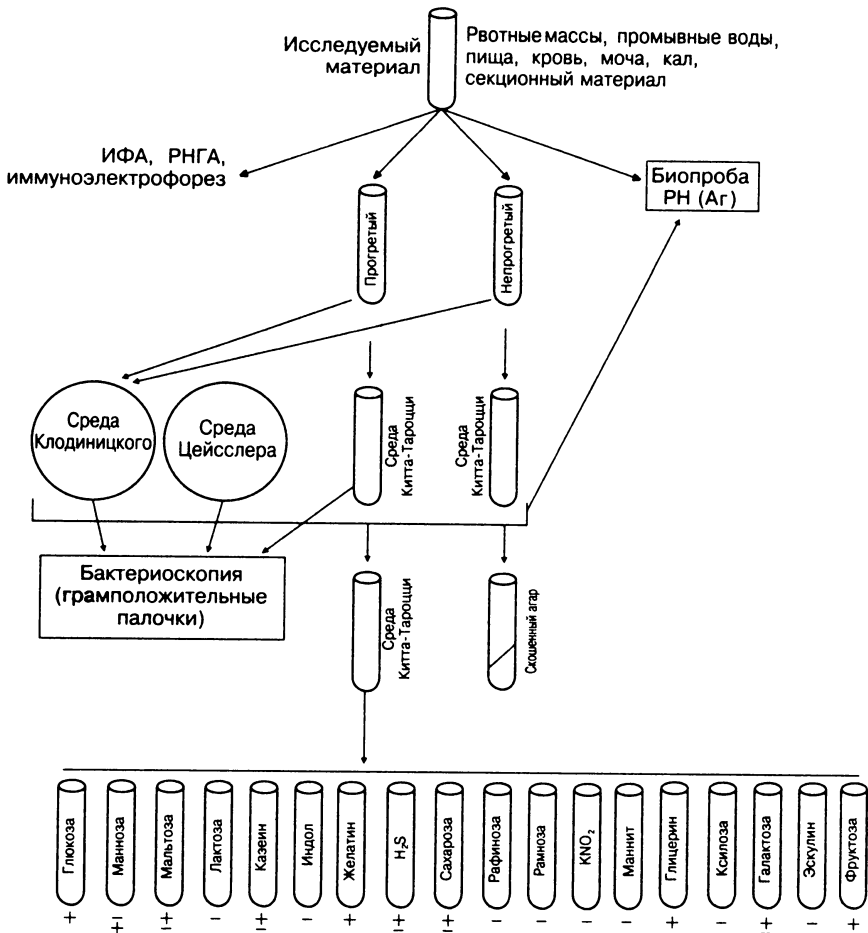 Исследуемый
материал
Рвотные массы, промывные воды,
пища, кровь, моча, кал,
секционный материал
ИФА, РНГА,
иммуноэлектрофорез
Биопроба
РН (Аг)
Прогретый
Непрогретый
Среда
Клодиницкого
Среда
Цейсслера
Среда
Китта-Тароцци
Среда
Китта-Тароцци
Бактериоскопия
(грамположительные
палочки)
Среда
Китта-Тароцци
Скошенный агар
Глюкоза
Манноза
Мальтоза
Лактоза
Казеин
Индол
Желатин
H₂S
Сахароза
Рафиноза
Рамноза
KNO₂
Маннит
Глицерин
Ксилоза
Галактоза
Эскулин
Фруктоза
+ +− −+ − −+ − + −+ −+ − − − − + − −+ − +